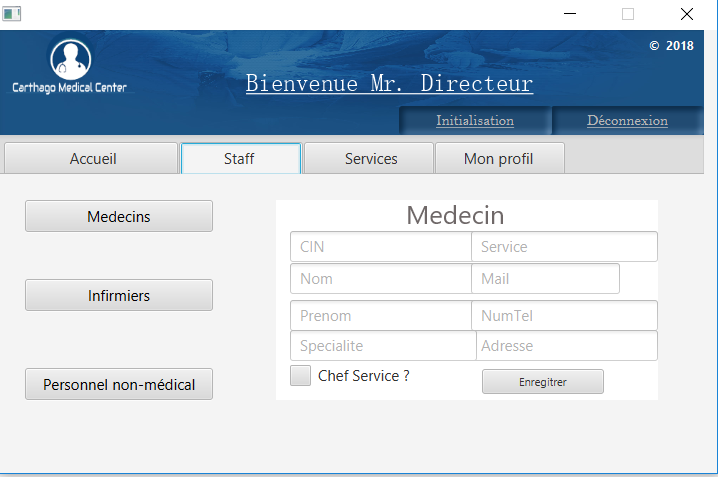 © 2018
Carthago Medical Center
Bienvenue Mr. Directeur
Initialisation Déconnexion
Accueil Staff Services Mon profil
Medecins
Infirmiers
Personnel non-médical
Medecin
CIN Service
Nom Mail
Prenom NumTel
Specialite Adresse
Chef Service ? Enregitrer